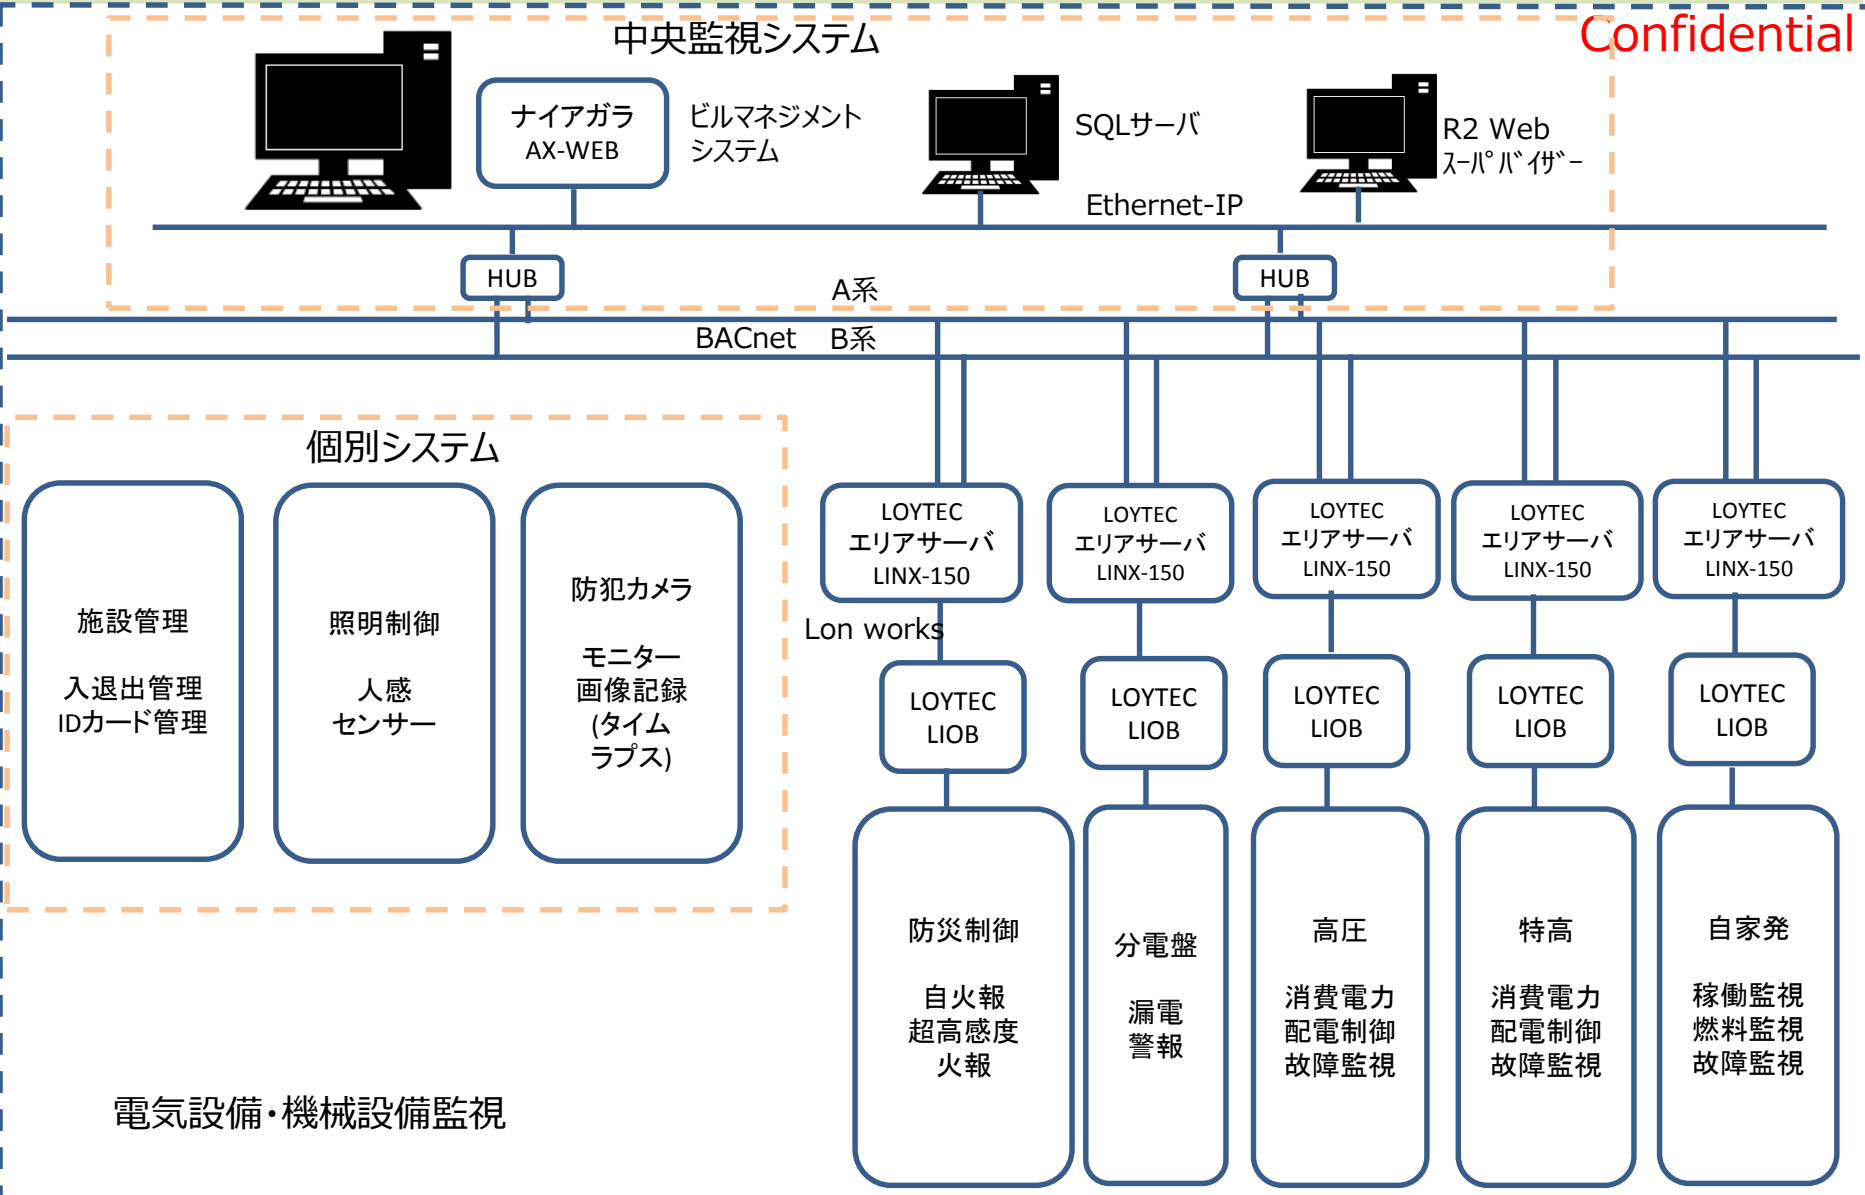 Confidential
中央監視システム
ナイアガラ
AX-WEB
ビルマネジメント
システム
SQLサーバ
R2 Web
ｽｰﾊﾟﾊﾞｲｻﾞｰ
Ethernet-IP
HUB
HUB
A系
BACnet B系
個別システム
施設管理
入退出管理
IDカード管理
照明制御
人感
センサー
防犯カメラ
モニター
画像記録
(タイム
ラプス)
LOYTEC
エリアサーバ
LINX-150
LOYTEC
エリアサーバ
LINX-150
LOYTEC
エリアサーバ
LINX-150
LOYTEC
エリアサーバ
LINX-150
LOYTEC
エリアサーバ
LINX-150
Lon works
LOYTEC
LIOB
LOYTEC
LIOB
LOYTEC
LIOB
LOYTEC
LIOB
LOYTEC
LIOB
防災制御
自火報
超高感度
火報
分電盤
漏電
警報
高圧
消費電力
配電制御
故障監視
特高
消費電力
配電制御
故障監視
自家発
稼働監視
燃料監視
故障監視
電気設備・機械設備監視